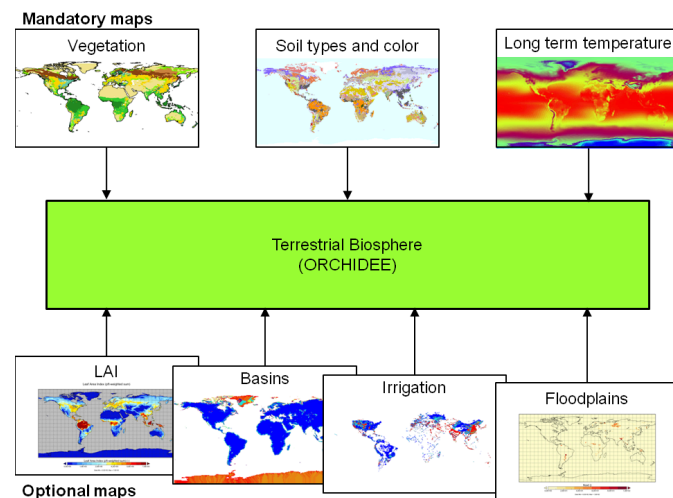 Mandatory maps
Vegetation
Soil types and color
Long term temperature
Terrestrial Biosphere
(ORCHIDEE)
LAI
Basins
Irrigation
Floodplains
Optional maps